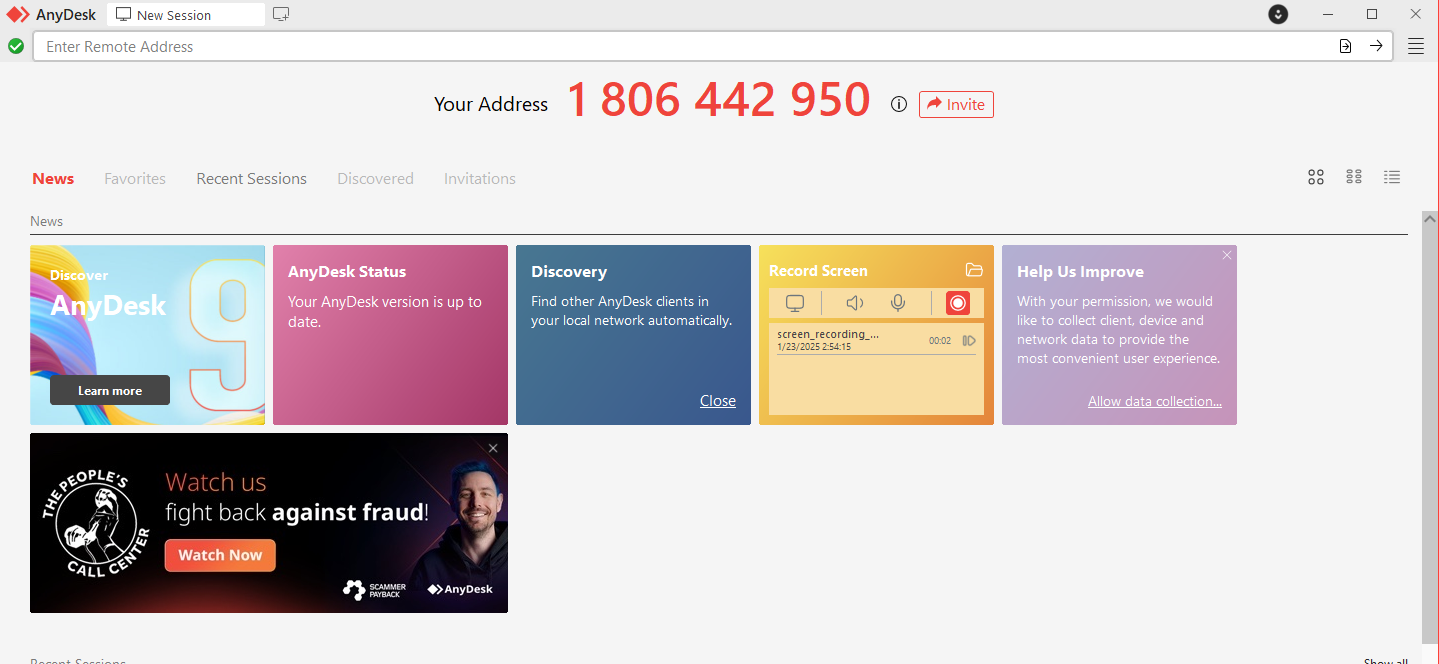 AnyDesk
New Session
Enter Remote Address
Your Address
1 806 442 950
Invite
News
Favorites
Recent Sessions
Discovered
Invitations
News
Discover
AnyDesk
9
Learn more
AnyDesk Status
Your AnyDesk version is up to
date.
Discovery
Find other AnyDesk clients in
your local network automatically.
Close
Record Screen
screen_recording_...
1/23/2025 2:54:15
00:02
Help Us Improve
With your permission, we would
like to collect client, device and
network data to provide the
most convenient user experience.
Allow data collection...
THE PEOPLE'S
CALL CENTER
Watch us
fight back against fraud!
Watch Now
SCAMMER
PAYBACK
AnyDesk
Recent Sessions
Show all